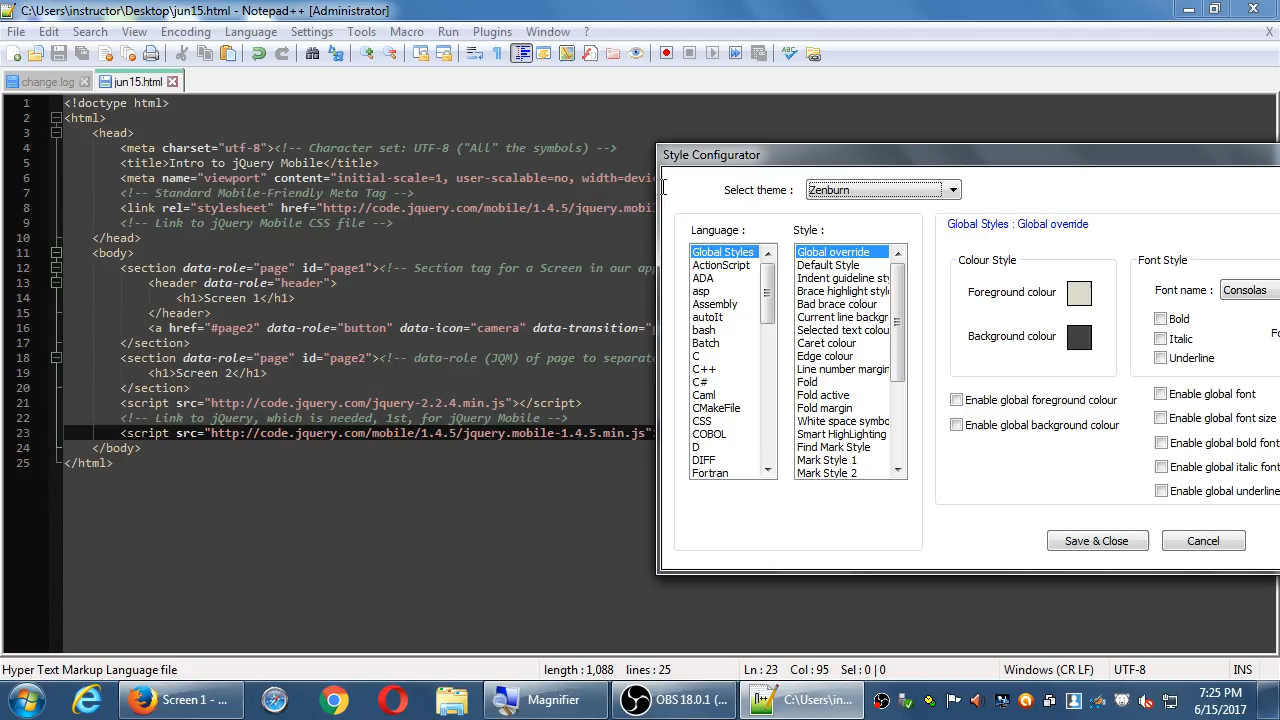 C:\Users\instructor\Desktop\jun15.html - Notepad++ [Administrator]
File Edit Search View Encoding Language Settings Tools Macro Run Plugins Window ? X
change.log jun15.html
1 <!doctype html>
2 <html>
3 <head>
4 <meta charset="utf-8"><!-- Character set: UTF-8 ("All" the symbols) -->
5 <title>Intro to jQuery Mobile</title>
6 <meta name="viewport" content="initial-scale=1, user-scalable=no, width=devi
7 <!-- Standard Mobile-Friendly Meta Tag -->
8 <link rel="stylesheet" href="http://code.jquery.com/mobile/1.4.5/jquery.mobil
9 <!-- Link to jQuery Mobile CSS file -->
10 </head>
11 <body>
12 <section data-role="page" id="page1"><!-- Section tag for a Screen in our ap
13 <header data-role="header">
14 <h1>Screen 1</h1>
15 </header>
16 <a href="#page2" data-role="button" data-icon="camera" data-transition="
17 </section>
18 <section data-role="page" id="page2"><!-- data-role (JQM) of page to separat
19 <h1>Screen 2</h1>
20 </section>
21 <script src="http://code.jquery.com/jquery-2.2.4.min.js"></script>
22 <!-- Link to jQuery, which is needed, 1st, for jQuery Mobile -->
23 <script src="http://code.jquery.com/mobile/1.4.5/jquery.mobile-1.4.5.min.js"
24 </body>
25 </html>
Style Configurator
Select theme : Zenburn
Language :
Global Styles
ActionScript
ADA
asp
Assembly
autoIt
bash
Batch
C
C++
C#
Caml
CMakeFile
CSS
COBOL
D
DIFF
Fortran
Style :
Global override
Default Style
Indent guideline sty
Brace highlight style
Bad brace colour
Current line backgr
Selected text colou
Caret colour
Edge colour
Line number margin
Fold
Fold active
Fold margin
White space symbo
Smart HighLighting
Find Mark Style
Mark Style 1
Mark Style 2
Global Styles : Global override
Colour Style
Foreground colour
Background colour
Enable global foreground colour
Enable global background colour
Font Style
Font name : Consolas
Bold
Italic
Underline
Fo
Enable global font
Enable global font size
Enable global bold font
Enable global italic font
Enable global underline
Save & Close Cancel
Hyper Text Markup Language file length : 1,088 lines : 25 Ln : 23 Col : 95 Sel : 0 | 0 Windows (CR LF) UTF-8 INS
Screen 1 - ... Magnifier OBS 18.0.1 (... C:\Users\in...
7:25 PM
6/15/2017